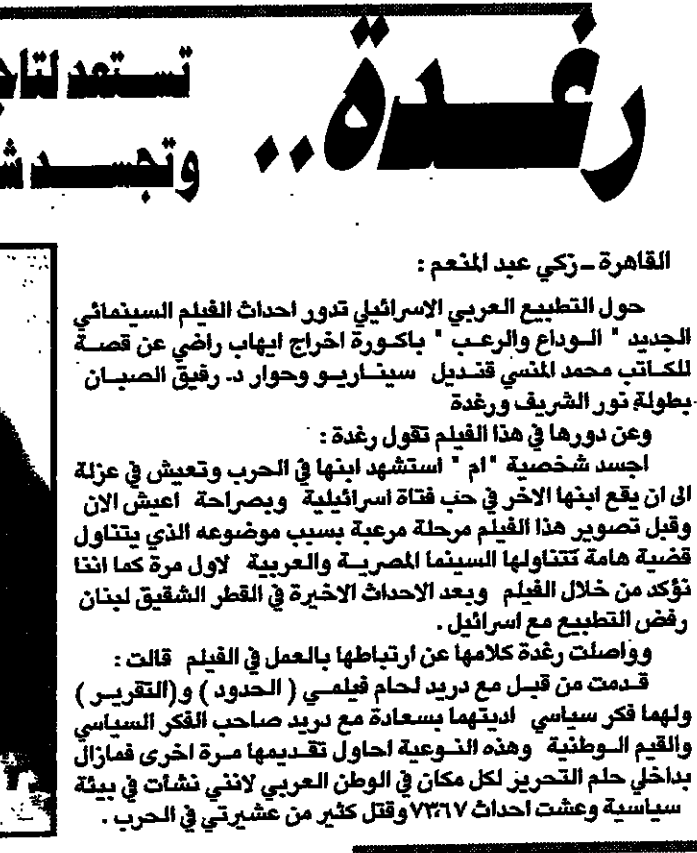 رغدة..
تستعد لتاج
وتجسد ش
القاهرة ـ زكي عبد المنعم :
حول التطبيع العربي الاسرائيلي تدور احداث الفيلم السينمائي
الجديد " الوداع والرعب " باكورة اخراج ايهاب راضي عن قصة
للكاتب محمد المنسي قنديل سيناريو وحوار د. رفيق الصبان
بطولة نور الشريف ورغدة
وعن دورها في هذا الفيلم تقول رغدة :
اجسد شخصية " ام " استشهد ابنها في الحرب وتعيش في عزلة
الى ان يقع ابنها الاخر في حب فتاة اسرائيلية وبصراحة اعيش الان
وقبل تصوير هذا الفيلم مرحلة مرعبة بسبب موضوعه الذي يتناول
قضية هامة تتناولها السينما المصرية والعربية لاول مرة كما اننا
نؤكد من خلال الفيلم وبعد الاحداث الاخيرة في القطر الشقيق لبنان
رفض التطبيع مع اسرائيل .
وواصلت رغدة كلامها عن ارتباطها بالعمل في الفيلم قالت :
قدمت من قبل مع دريد لحام فيلمي ( الحدود ) و(التقرير )
ولهما فكر سياسي اديتهما بسعادة مع دريد صاحب الفكر السياسي
والقيم الوطنية وهذه النوعية احاول تقديمها مرة اخرى فمازال
بداخلي حلم التحريز لكل مكان في الوطن العربي لانني نشات في بيئة
سياسية وعشت احداث ٧٣،٦٧ وقتل كثير من عشيرتي في الحرب .